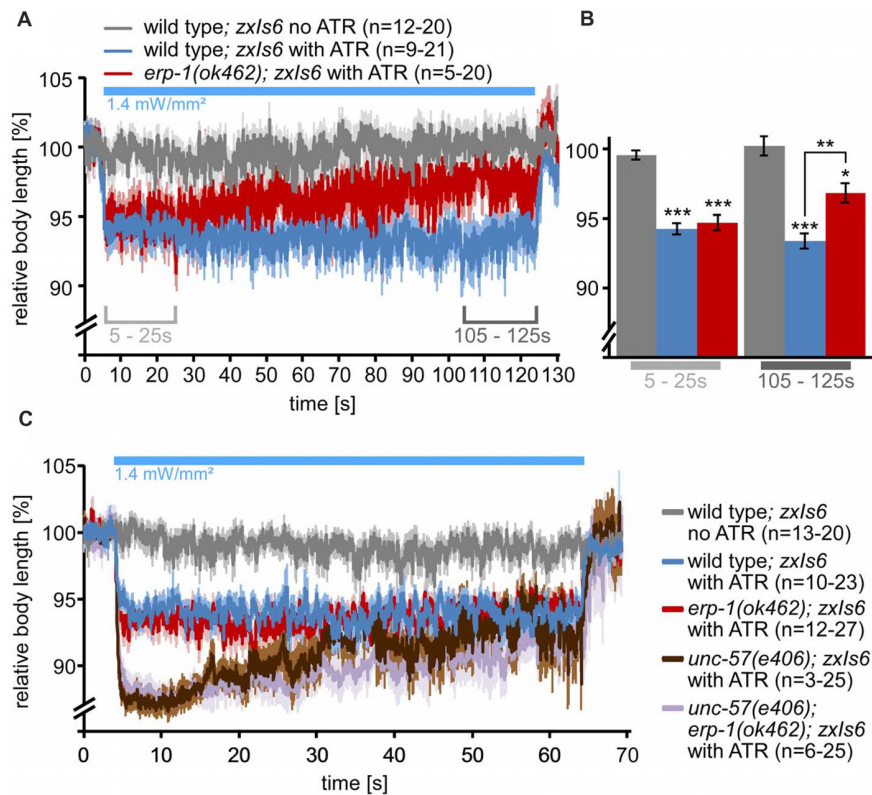 A
wild type; zxIs6 no ATR (n=12-20)
wild type; zxIs6 with ATR (n=9-21)
erp-1(ok462); zxIs6 with ATR (n=5-20)
105
1.4 mW/mm²
100
95
90
relative body length [%]
5 - 25s
105 - 125s
0 10 20 30 40 50 60 70 80 90 100 110 120 130
time [s]
B
100
95
90
*** ***
***
**
*
5 - 25s
105 - 125s
C
105
1.4 mW/mm²
100
95
90
relative body length [%]
0 10 20 30 40 50 60 70
time [s]
wild type; zxIs6
no ATR (n=13-20)
wild type; zxIs6
with ATR (n=10-23)
erp-1(ok462); zxIs6
with ATR (n=12-27)
unc-57(e406); zxIs6
with ATR (n=3-25)
unc-57(e406);
erp-1(ok462); zxIs6
with ATR (n=6-25)